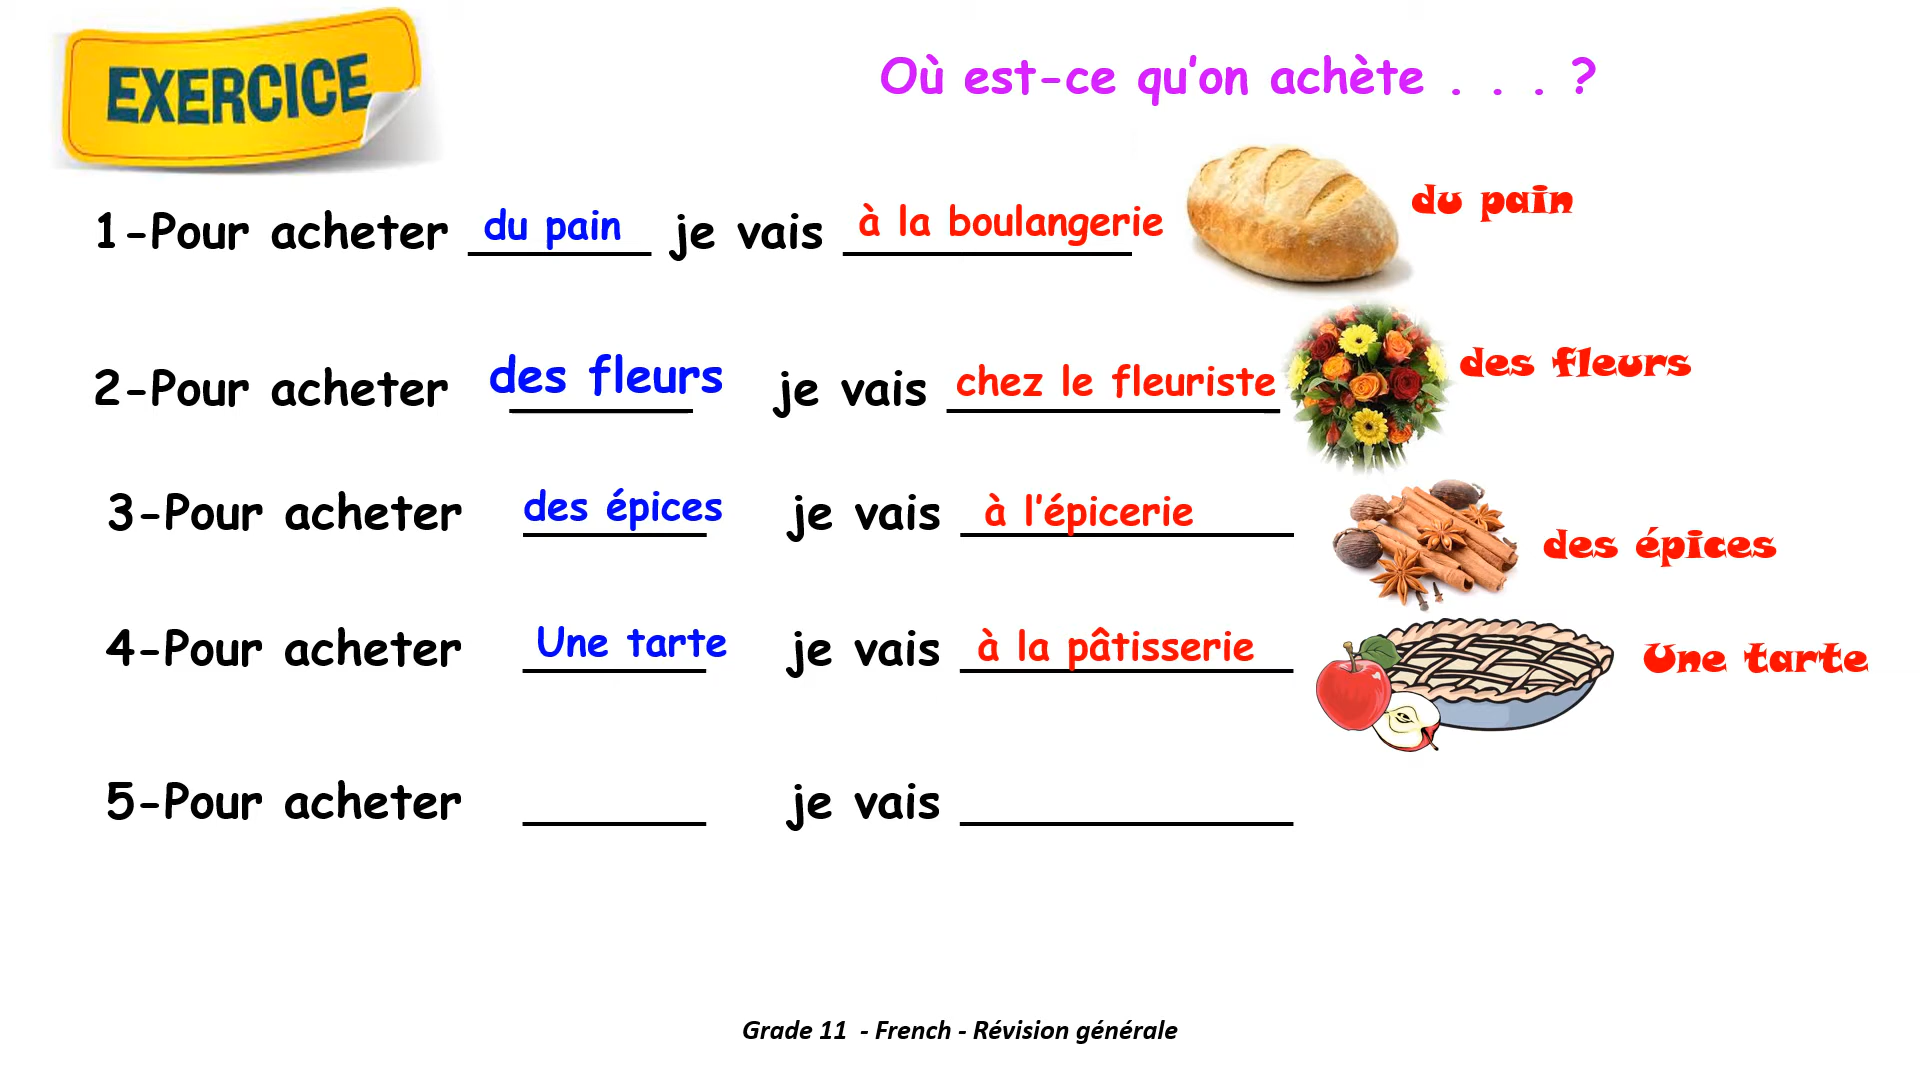 EXERCICE
Où est-ce qu'on achète . . . ?
1-Pour acheter du pain je vais à la boulangerie
du pain
2-Pour acheter des fleurs je vais chez le fleuriste
des fleurs
3-Pour acheter des épices je vais à l'épicerie
des épices
4-Pour acheter Une tarte je vais à la pâtisserie
Une tarte
5-Pour acheter _______ je vais _____________
Grade 11 - French - Révision générale